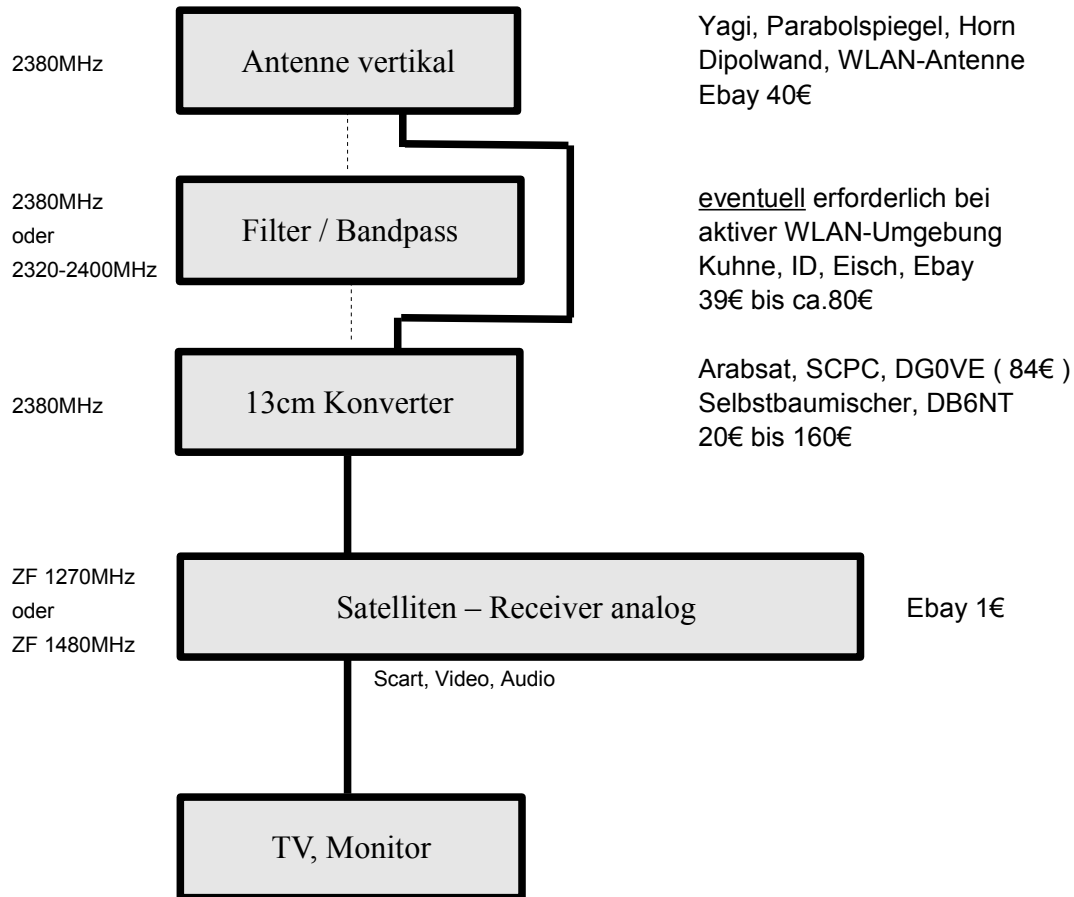 2380MHz
Antenne vertikal
Yagi, Parabolspiegel, Horn
Dipolwand, WLAN-Antenne
Ebay 40€
2380MHz
oder
2320-2400MHz
Filter / Bandpass
eventuell erforderlich bei
aktiver WLAN-Umgebung
Kuhne, ID, Eisch, Ebay
39€ bis ca.80€
2380MHz
13cm Konverter
Arabsat, SCPC, DG0VE ( 84€ )
Selbstbaumischer, DB6NT
20€ bis 160€
ZF 1270MHz
oder
ZF 1480MHz
Satelliten – Receiver analog
Ebay 1€
Scart, Video, Audio
TV, Monitor